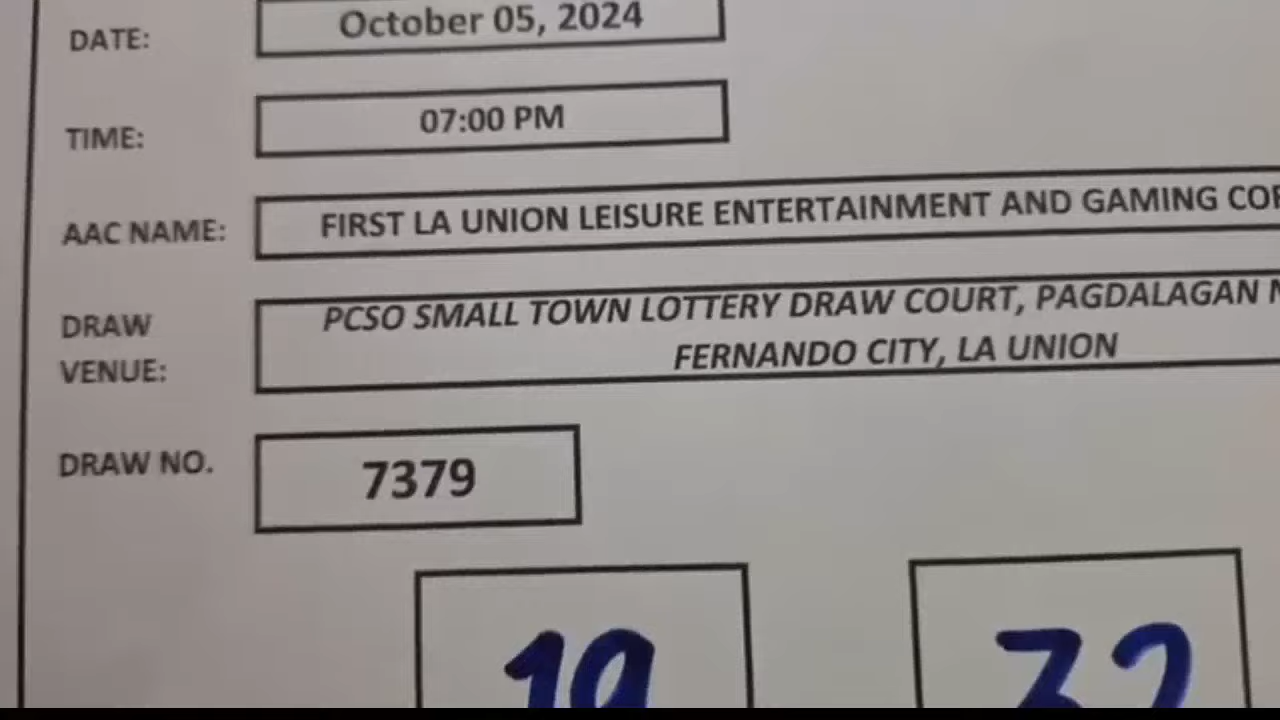 DATE: October 05, 2024
TIME: 07:00 PM
AAC NAME: FIRST LA UNION LEISURE ENTERTAINMENT AND GAMING
DRAW VENUE: PCSO SMALL TOWN LOTTERY DRAW COURT, PAGDALAGAN
FERNANDO CITY, LA UNION
DRAW NO. 7379